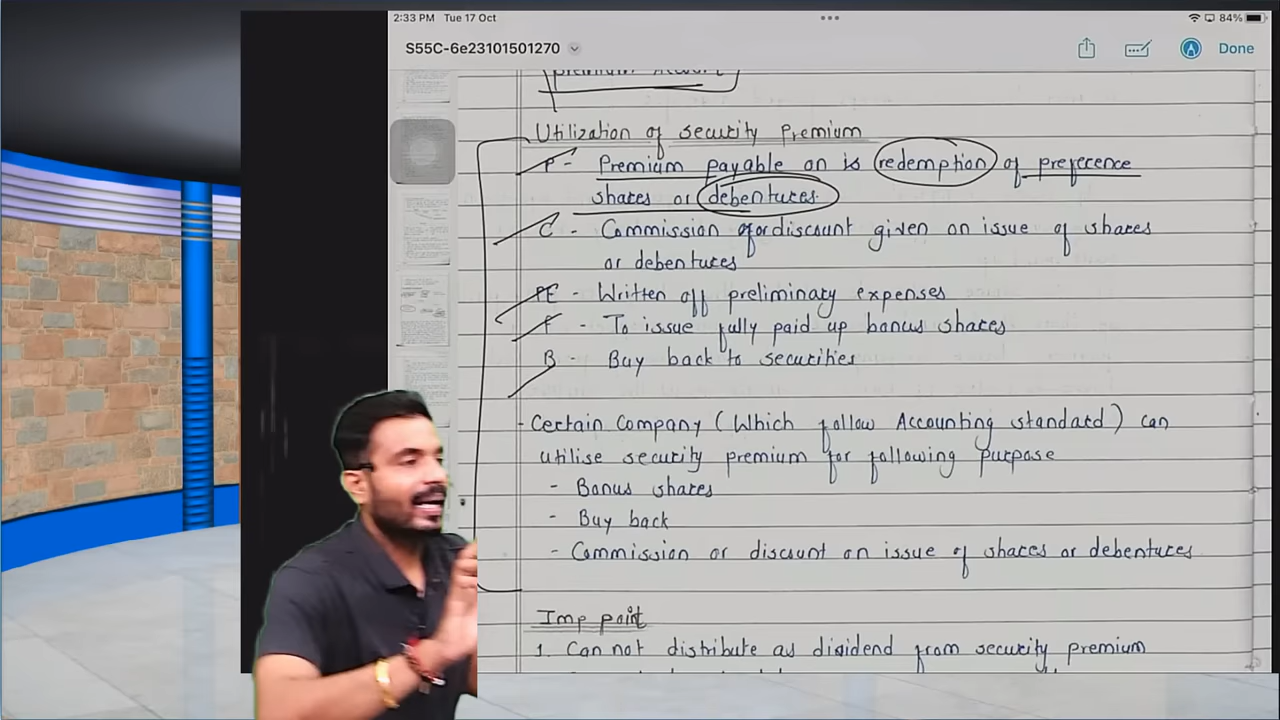 2:33 PM Tue 17 Oct
84%
S55C-6e23101501270
Done
premium Account
Utilization of security Premium
P - Premium payable on is redemption of preference
shares or debentures.
C - Commission or discount given on issue of shares
or debentures
PE - Written off preliminary expenses
F - To issue fully paid up bonus shares
B - Buy back to securities
- Certain Company (Which follow Accounting standard) can
utilise security premium for following purpose
- Bonus shares
- Buy back
- Commission or discount on issue of shares or debentures
Imp point
1. Can not distribute as dividend from security premium